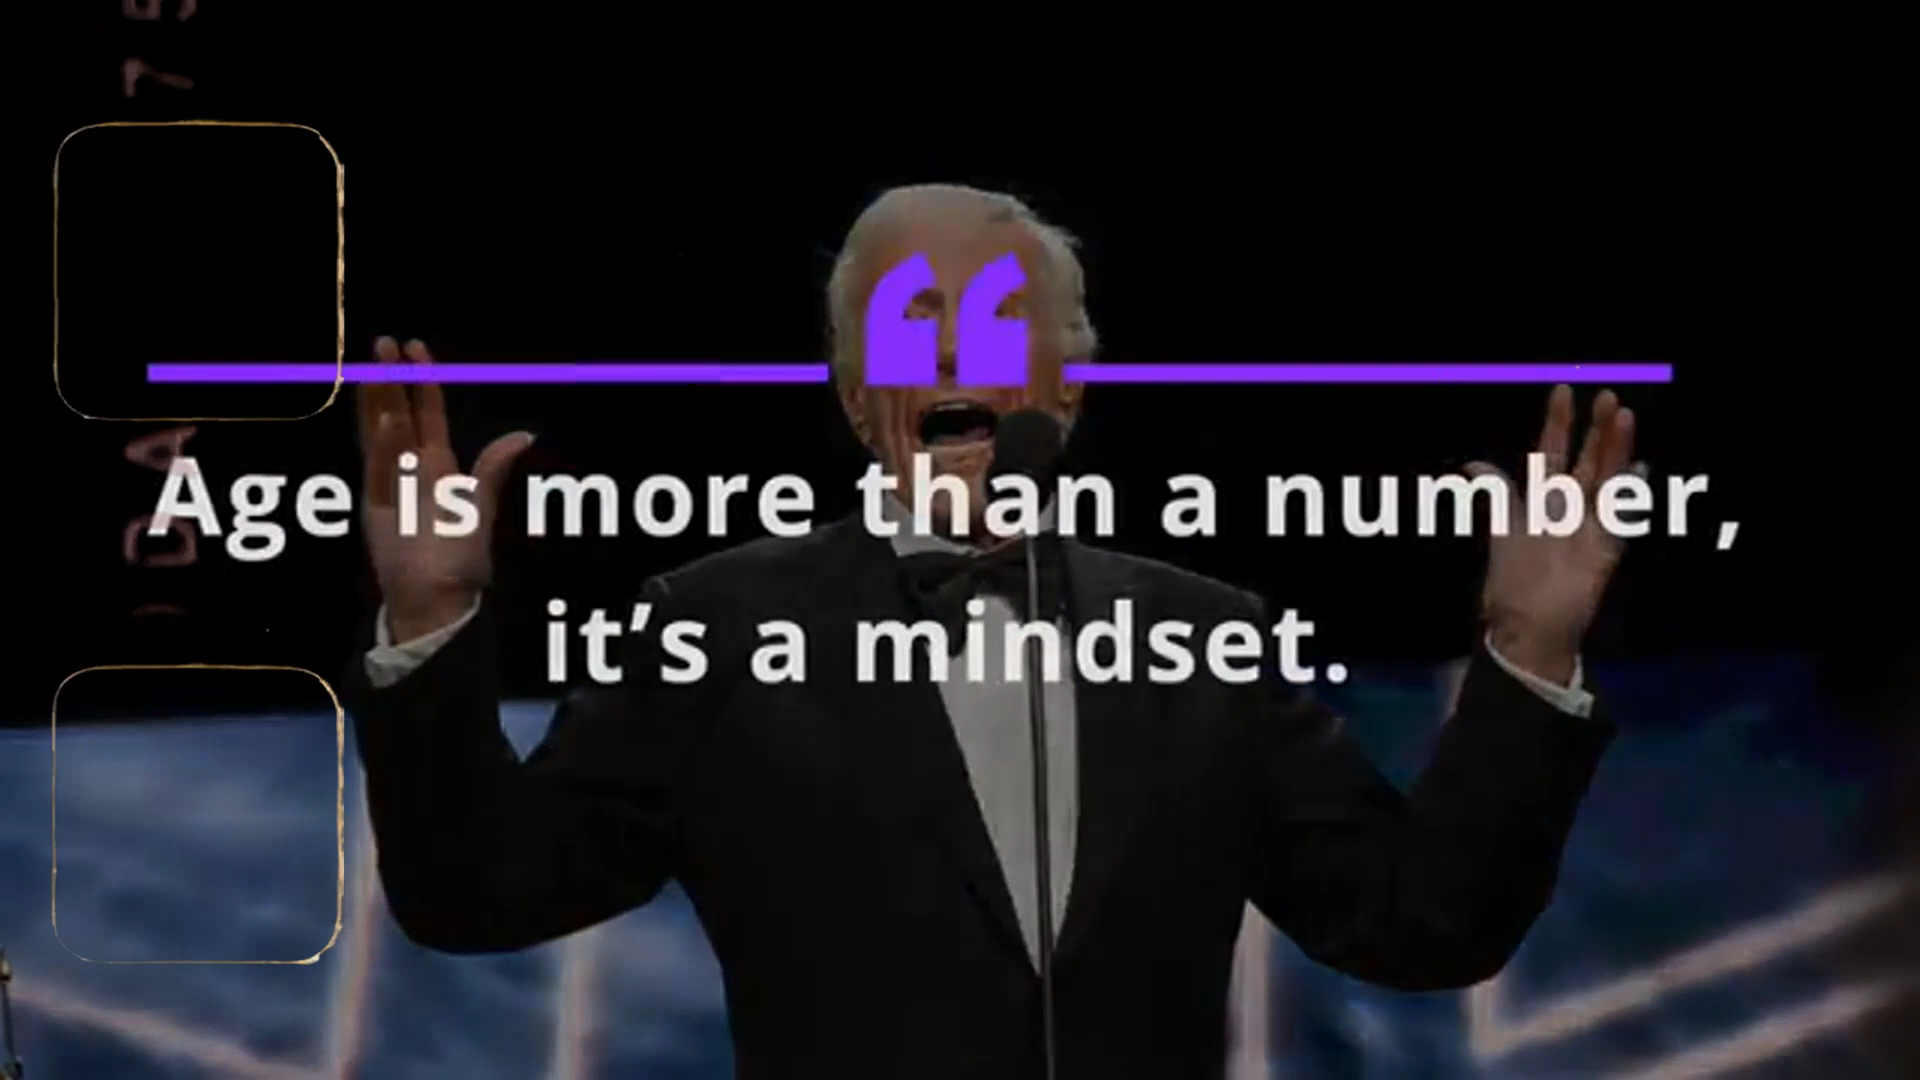 Age is more than a number,
it’s a mindset.